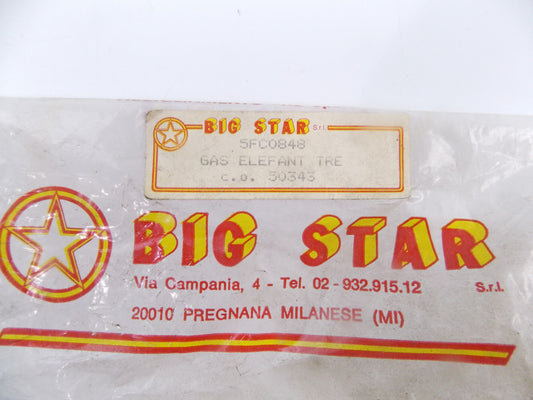 BIG STAR S.r.l.
5FC0848
GAS ELEFANT TRE
c.o. 30343
BIG STAR S.r.l.
Via Campania, 4 - Tel. 02 - 932.915.12
20010 PREGNANA MILANESE (MI)